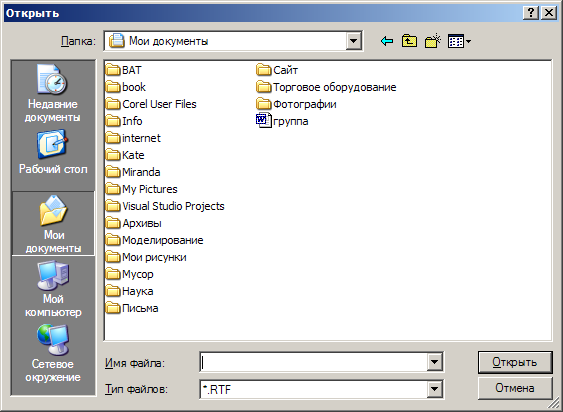 Открыть
Папка: Мои документы
Недавние
документы
Рабочий стол
Мои
документы
Мой
компьютер
Сетевое
окружение
BAT
book
Corel User Files
Info
internet
Kate
Miranda
My Pictures
Visual Studio Projects
Архивы
Моделирование
Мои рисунки
Мусор
Наука
Письма
Сайт
Торговое оборудование
Фотографии
группа
Имя файла:
Открыть
Тип файлов: *.RTF
Отмена